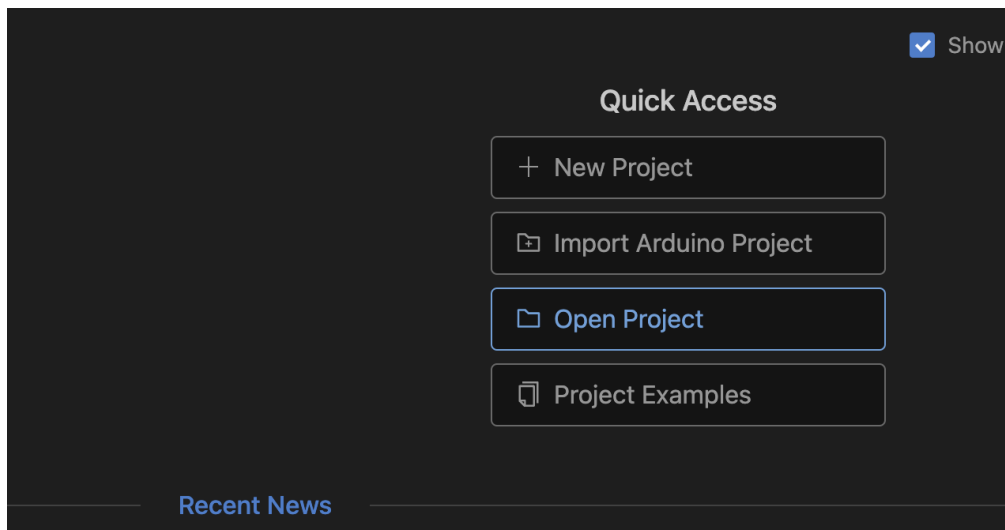 Show
Quick Access
New Project
Import Arduino Project
Open Project
Project Examples
Recent News